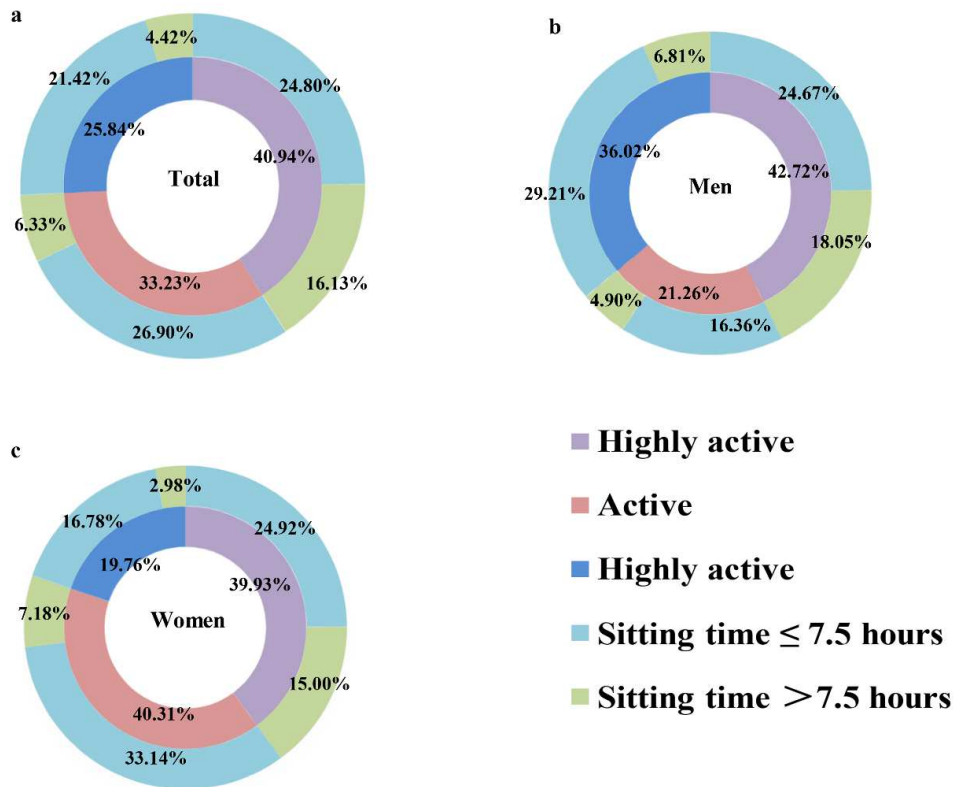 a
4.42%
21.42%
24.80%
25.84%
40.94%
Total
6.33%
33.23%
16.13%
26.90%
b
6.81%
24.67%
36.02%
42.72%
Men
29.21%
18.05%
4.90%
21.26%
16.36%
c
2.98%
16.78%
24.92%
19.76%
39.93%
7.18%
Women
15.00%
40.31%
33.14%
Highly active
Active
Highly active
Sitting time ≤ 7.5 hours
Sitting time ＞7.5 hours